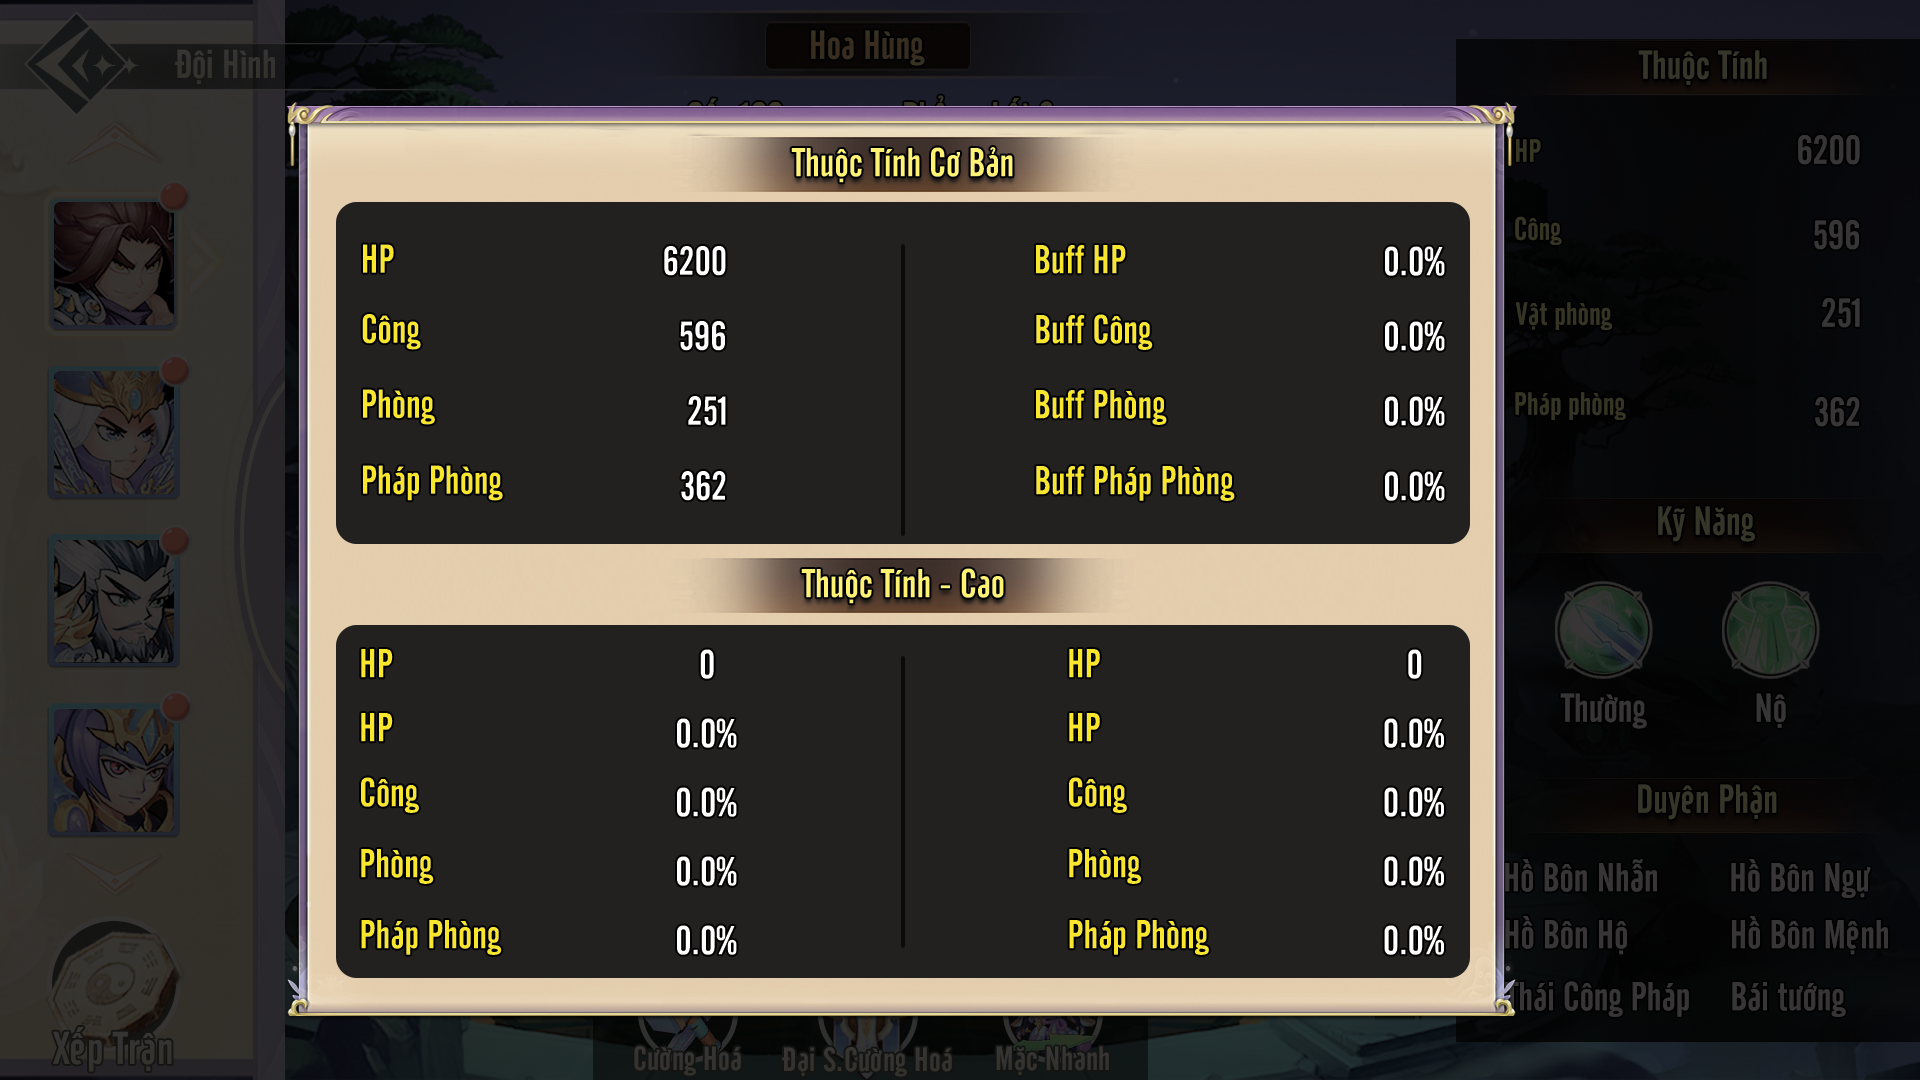 Đội Hình
Hoa Hùng
Thuộc Tính
Thuộc Tính Cơ Bản
HP 6200 Buff HP 0.0%
Công 596 Buff Công 0.0%
Phòng 251 Buff Phòng 0.0%
Pháp Phòng 362 Buff Pháp Phòng 0.0%
Thuộc Tính - Cao
HP 0 HP 0
HP 0.0% HP 0.0%
Công 0.0% Công 0.0%
Phòng 0.0% Phòng 0.0%
Pháp Phòng 0.0% Pháp Phòng 0.0%
HP 6200
Công 596
Vật phòng 251
Pháp phòng 362
Kỹ Năng
Thường Nộ
Duyên Phận
Hồ Bôn Nhẫn Hồ Bôn Ngự
Hồ Bôn Hộ Hồ Bôn Mệnh
Thái Công Pháp Bái tướng
Xếp Trận
Cường Hoá Đại S.Cường Hoá Mặc Nhanh